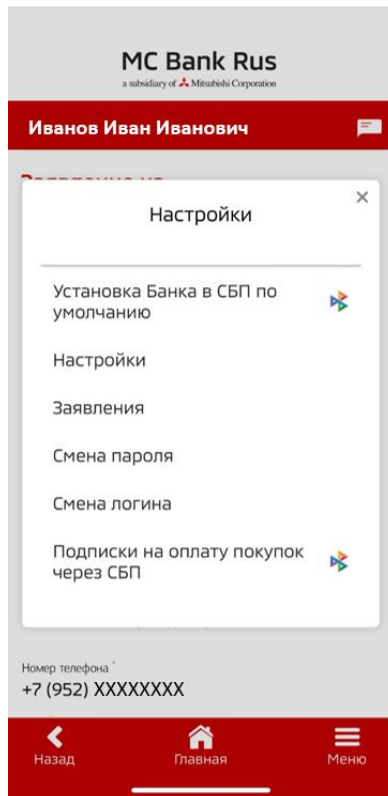 MC Bank Rus
a subsidiary of Mitsubishi Corporation
Иванов Иван Иванович
Настройки
Установка Банка в СБП по
умолчанию
Настройки
Заявления
Смена пароля
Смена логина
Подписки на оплату покупок
через СБП
Номер телефона *
+7 (952) XXXXXXXX
Назад
Главная
Меню